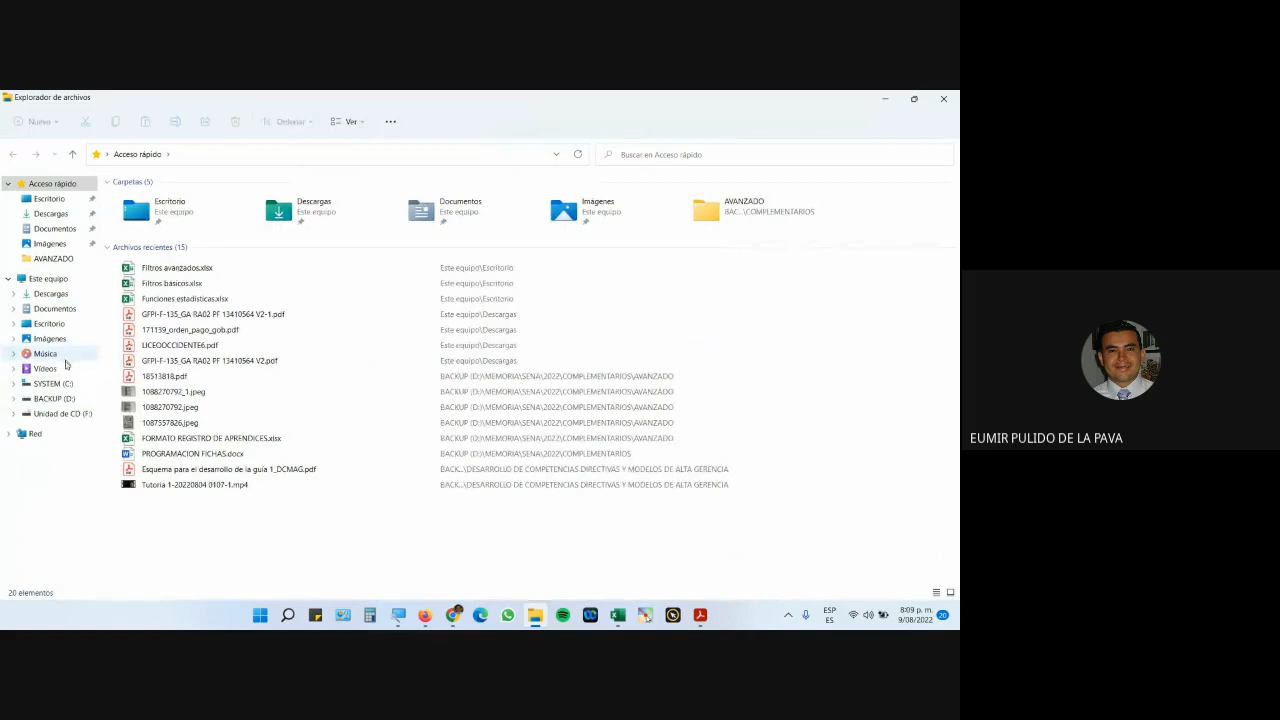 Explorador de archivos
Nuevo
Ordenar
Ver
Acceso rápido
Buscar en Acceso rápido
Acceso rápido
Escritorio
Descargas
Documentos
Imágenes
AVANZADO
Este equipo
Descargas
Documentos
Escritorio
Imágenes
Música
Vídeos
SYSTEM (C:)
BACKUP (D:)
Unidad de CD (F:)
Red
Carpetas (5)
Escritorio
Este equipo
Descargas
Este equipo
Documentos
Este equipo
Imágenes
Este equipo
AVANZADO
BAC...\COMPLEMENTARIOS
Archivos recientes (15)
Filtros avanzados.xlsx Este equipo\Escritorio
Filtros básicos.xlsx Este equipo\Escritorio
Funciones estadísticas.xlsx Este equipo\Escritorio
GFPI-F-135_GA RA02 PF 13410564 V2-1.pdf Este equipo\Descargas
171139_orden_pago_gob.pdf Este equipo\Descargas
LICEOOCCIDENTE6.pdf Este equipo\Descargas
GFPI-F-135_GA RA02 PF 13410564 V2.pdf Este equipo\Descargas
18513818.pdf BACKUP (D:)\MEMORIA\SENA\2022\COMPLEMENTARIOS\AVANZADO
1088270792_1.jpeg BACKUP (D:)\MEMORIA\SENA\2022\COMPLEMENTARIOS\AVANZADO
1088270792.jpeg BACKUP (D:)\MEMORIA\SENA\2022\COMPLEMENTARIOS\AVANZADO
1087557826.jpeg BACKUP (D:)\MEMORIA\SENA\2022\COMPLEMENTARIOS\AVANZADO
FORMATO REGISTRO DE APRENDICES.xlsx BACKUP (D:)\MEMORIA\SENA\2022\COMPLEMENTARIOS\AVANZADO
PROGRAMACION FICHAS.docx BACKUP (D:)\MEMORIA\SENA\2022\COMPLEMENTARIOS
Esquema para el desarrollo de la guía 1_DCMAG.pdf BACK...\DESARROLLO DE COMPETENCIAS DIRECTIVAS Y MODELOS DE ALTA GERENCIA
Tutoria 1-20220804 0107-1.mp4 BACK...\DESARROLLO DE COMPETENCIAS DIRECTIVAS Y MODELOS DE ALTA GERENCIA
20 elementos
ESP
ES
8:09 p. m.
9/08/2022
20
EUMIR PULIDO DE LA PAVA